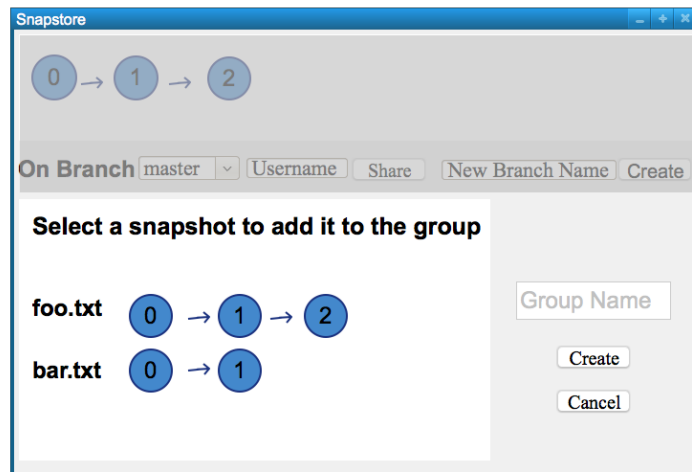 Snapstore
0 → 1 → 2
On Branch master Username Share New Branch Name Create
Select a snapshot to add it to the group
foo.txt 0 → 1 → 2
Group Name
bar.txt 0 → 1
Create
Cancel